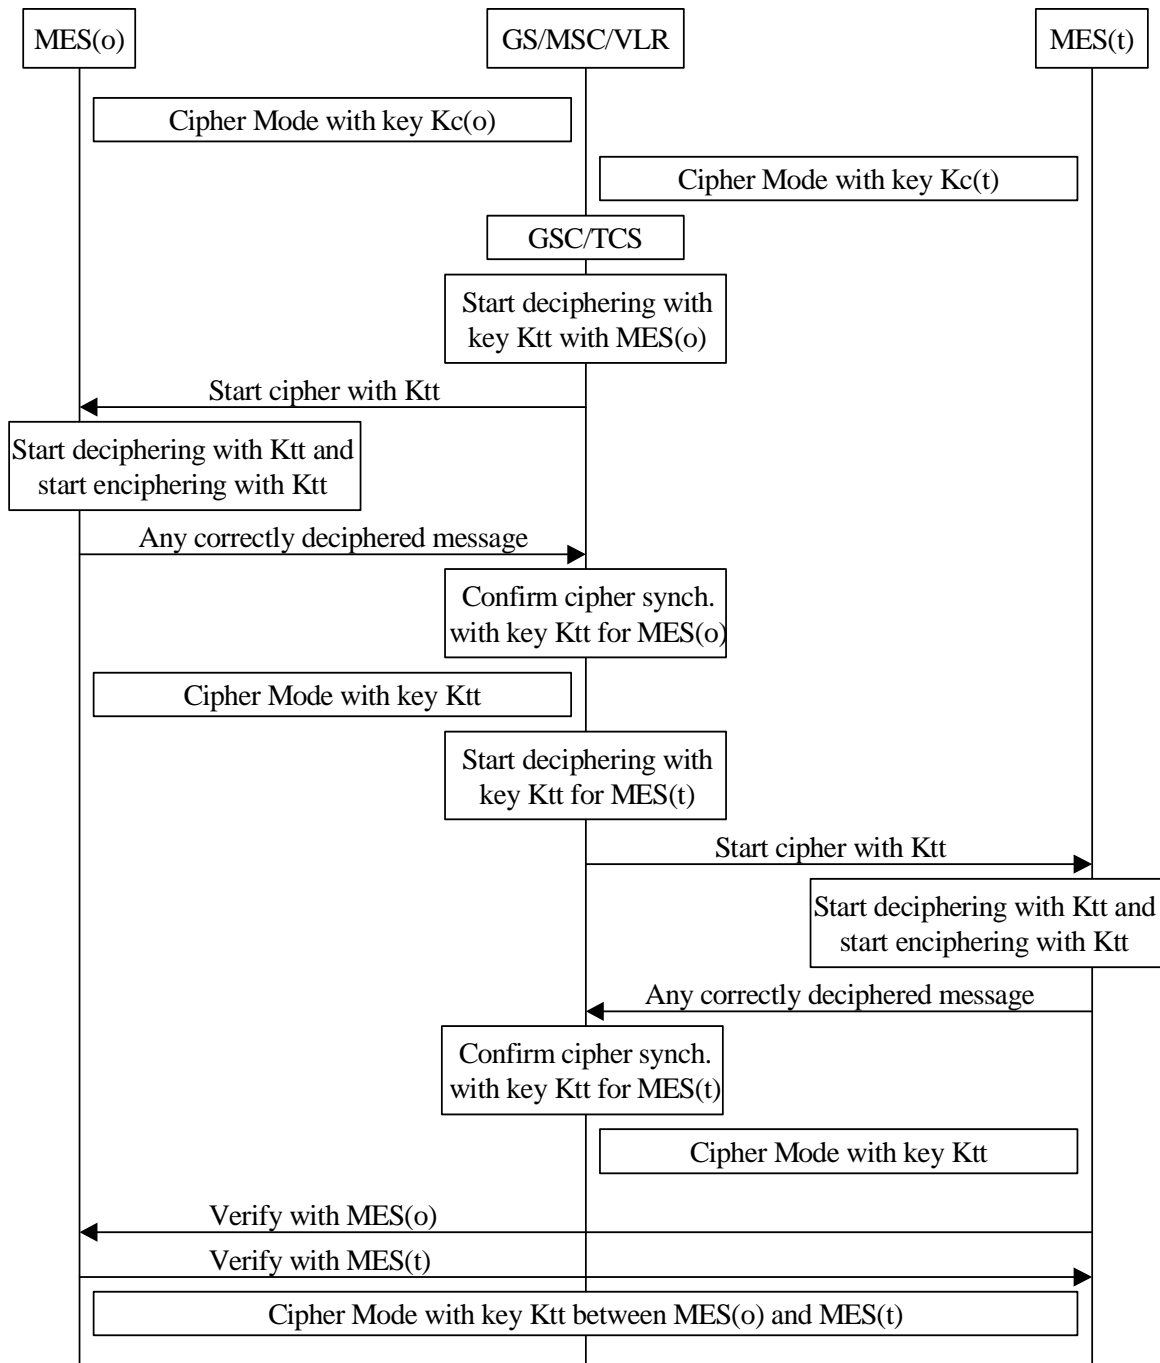 MES(o)
GS/MSC/VLR
MES(t)
Cipher Mode with key Kc(o)
Cipher Mode with key Kc(t)
GSC/TCS
Start deciphering with
key Ktt with MES(o)
Start cipher with Ktt
Start deciphering with Ktt and
start enciphering with Ktt
Any correctly deciphered message
Confirm cipher synch.
with key Ktt for MES(o)
Cipher Mode with key Ktt
Start deciphering with
key Ktt for MES(t)
Start cipher with Ktt
Start deciphering with Ktt and
start enciphering with Ktt
Any correctly deciphered message
Confirm cipher synch.
with key Ktt for MES(t)
Cipher Mode with key Ktt
Verify with MES(o)
Verify with MES(t)
Cipher Mode with key Ktt between MES(o) and MES(t)